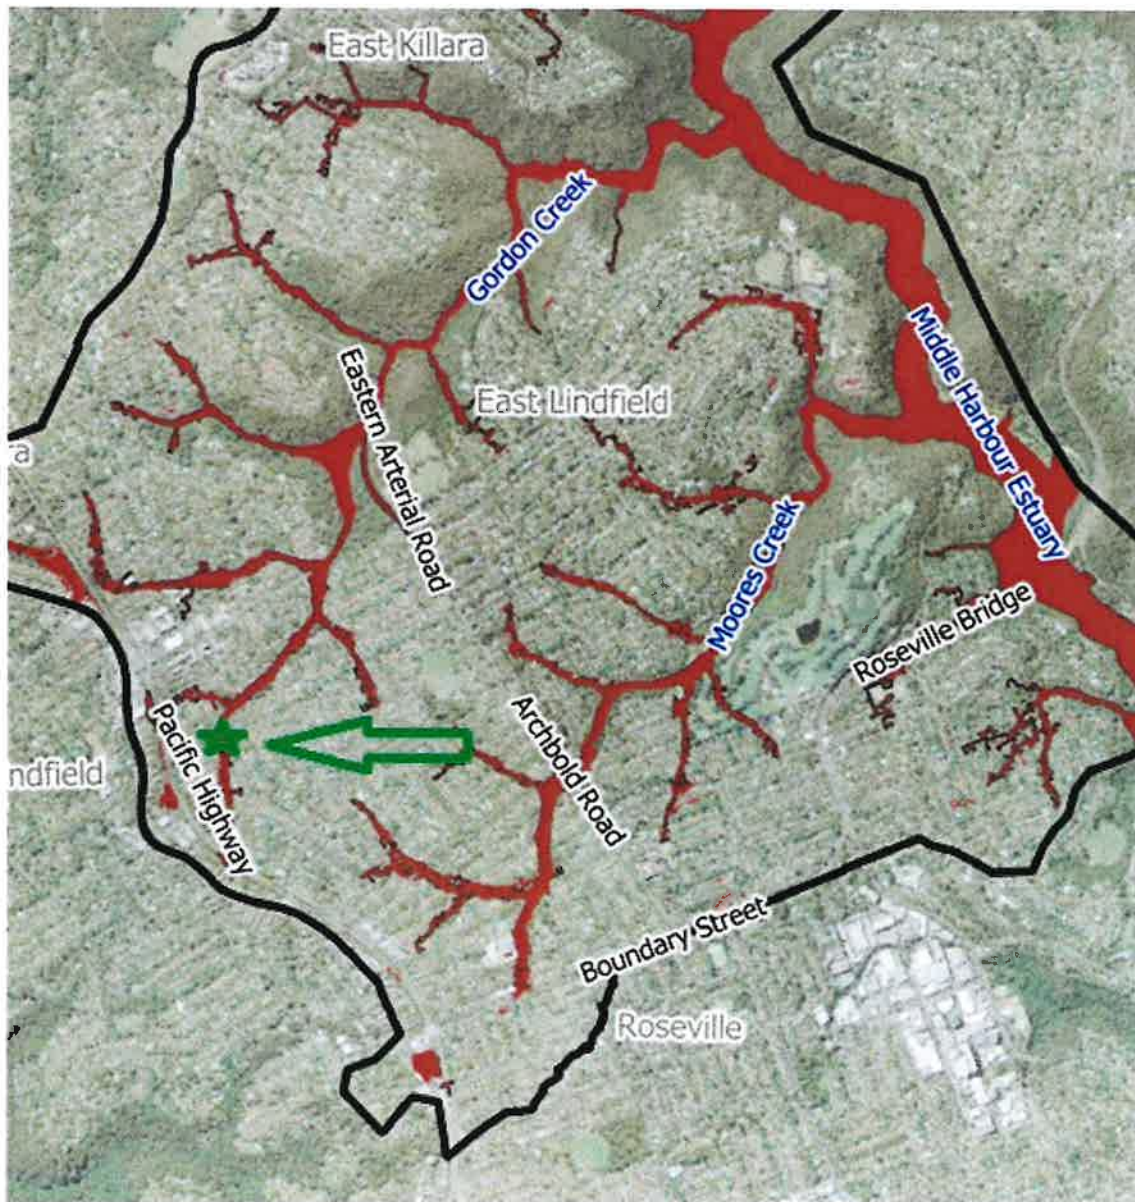 East Killara
Gordon Creek
Middle Harbour Estuary
Eastern Arterial Road
East Lindfield
ra
Moores Creek
Roseville Bridge
Pacific Highway
Archbold Road
ndfield
Boundary Street
Roseville